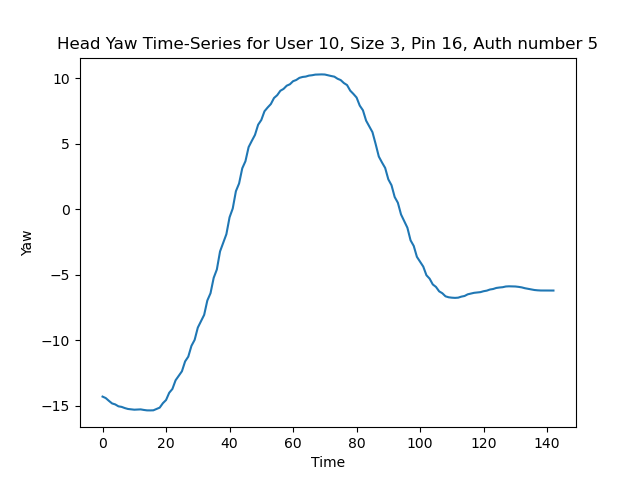 Head Yaw Time-Series for User 10, Size 3, Pin 16, Auth number 5
10
5
0
−5
−10
−15
Yaw
0 20 40 60 80 100 120 140
Time